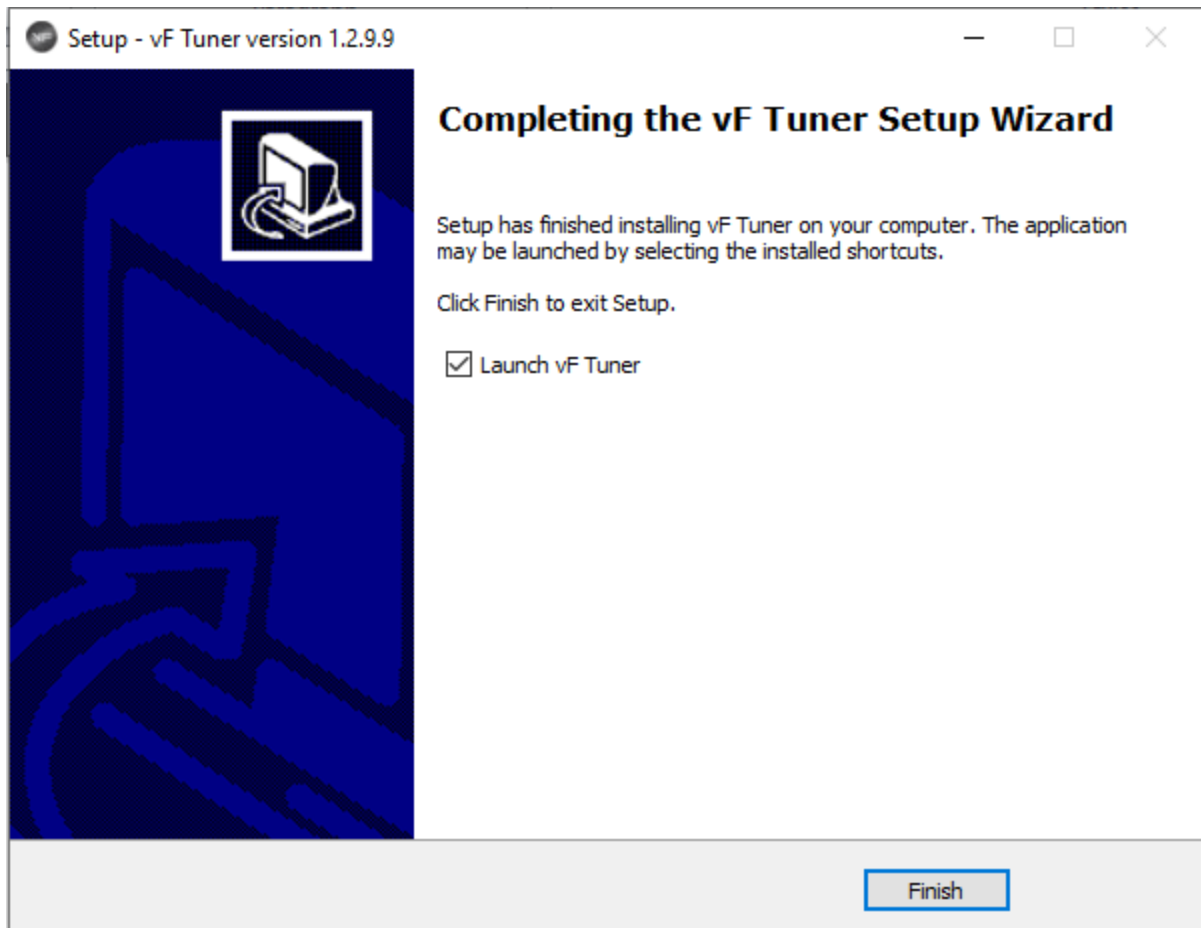 Setup - vF Tuner version 1.2.9.9
Completing the vF Tuner Setup Wizard
Setup has finished installing vF Tuner on your computer. The application
may be launched by selecting the installed shortcuts.
Click Finish to exit Setup.
Launch vF Tuner
Finish